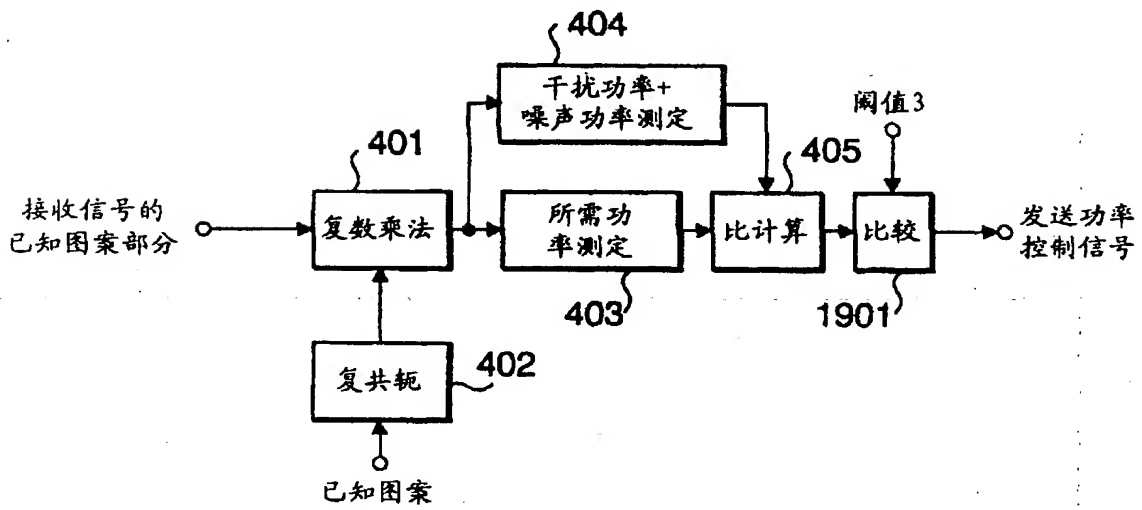 404
干扰功率+
噪声功率测定
阈值3
401
405
接收信号的
已知图案部分
复数乘法
所需功
率测定
比计算
比较
发送功率
控制信号
403
1901
复共轭
402
已知图案